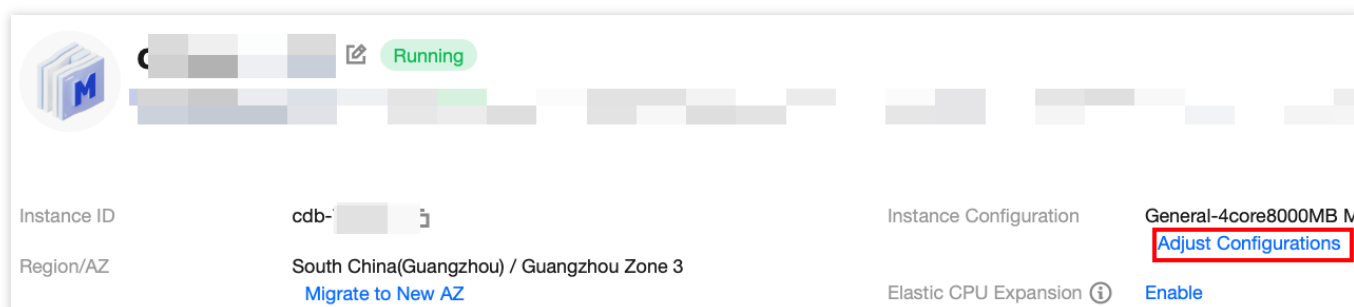 Running
Instance ID
cdb-
Instance Configuration
General-4core8000MB M
Adjust Configurations
Region/AZ
South China(Guangzhou) / Guangzhou Zone 3
Migrate to New AZ
Elastic CPU Expansion
Enable